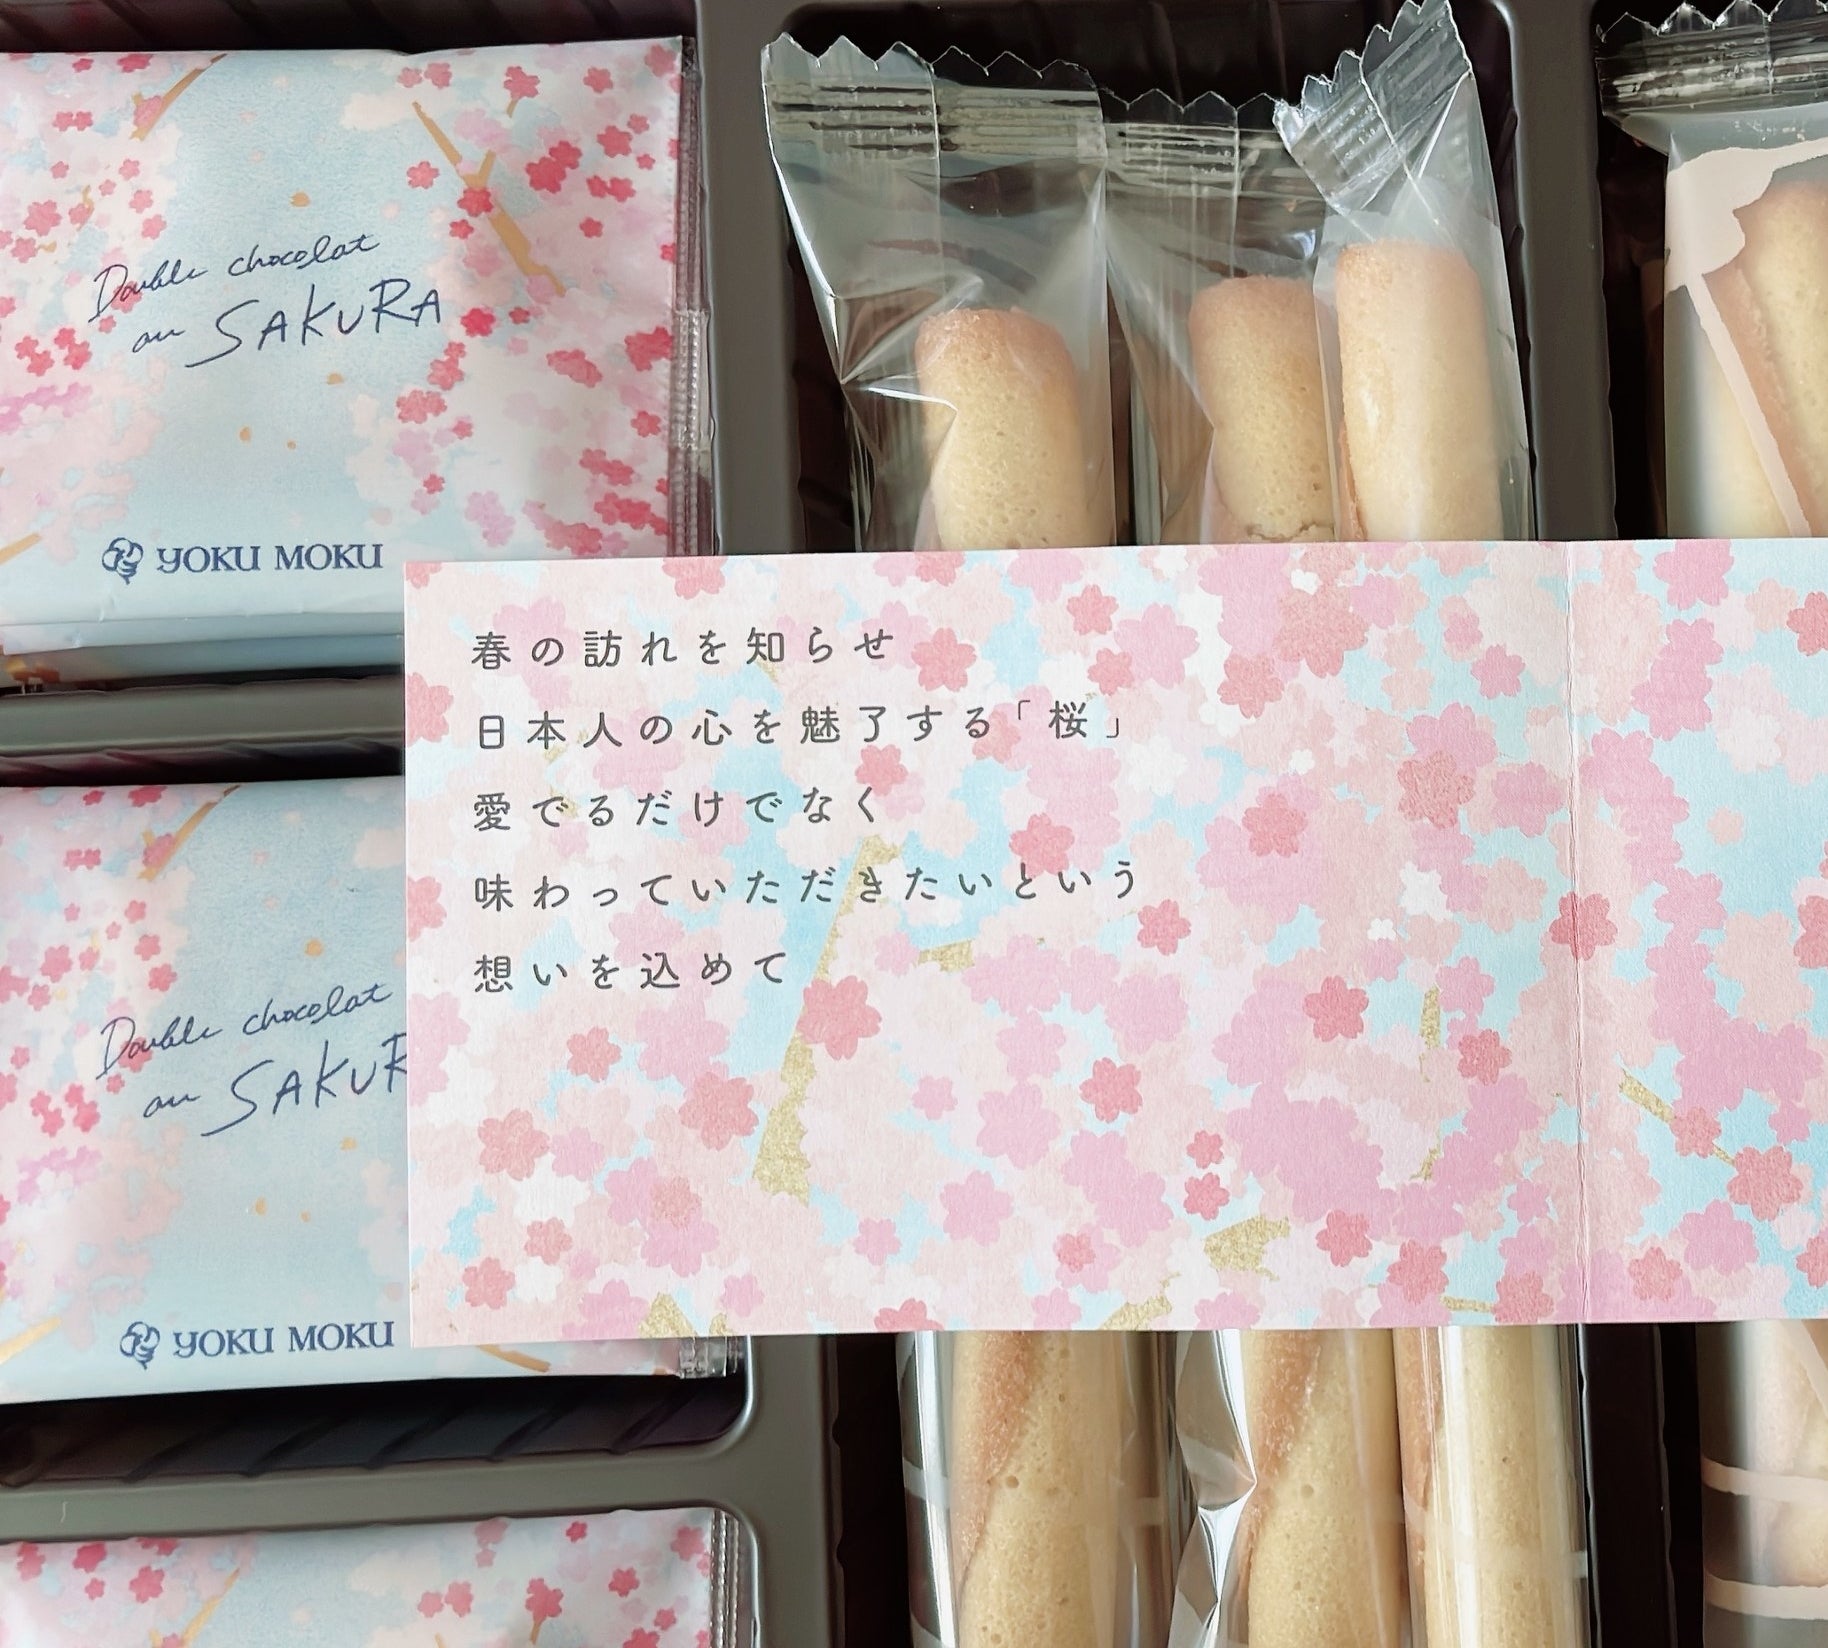 Double chocolat
au SAKURA
YOKU MOKU
春の訪れを知らせ
日本人の心を魅了する「桜」
愛でるだけでなく
味わっていただきたいという
想いを込めて
Double chocolat
au SAKUR
YOKU MOKU